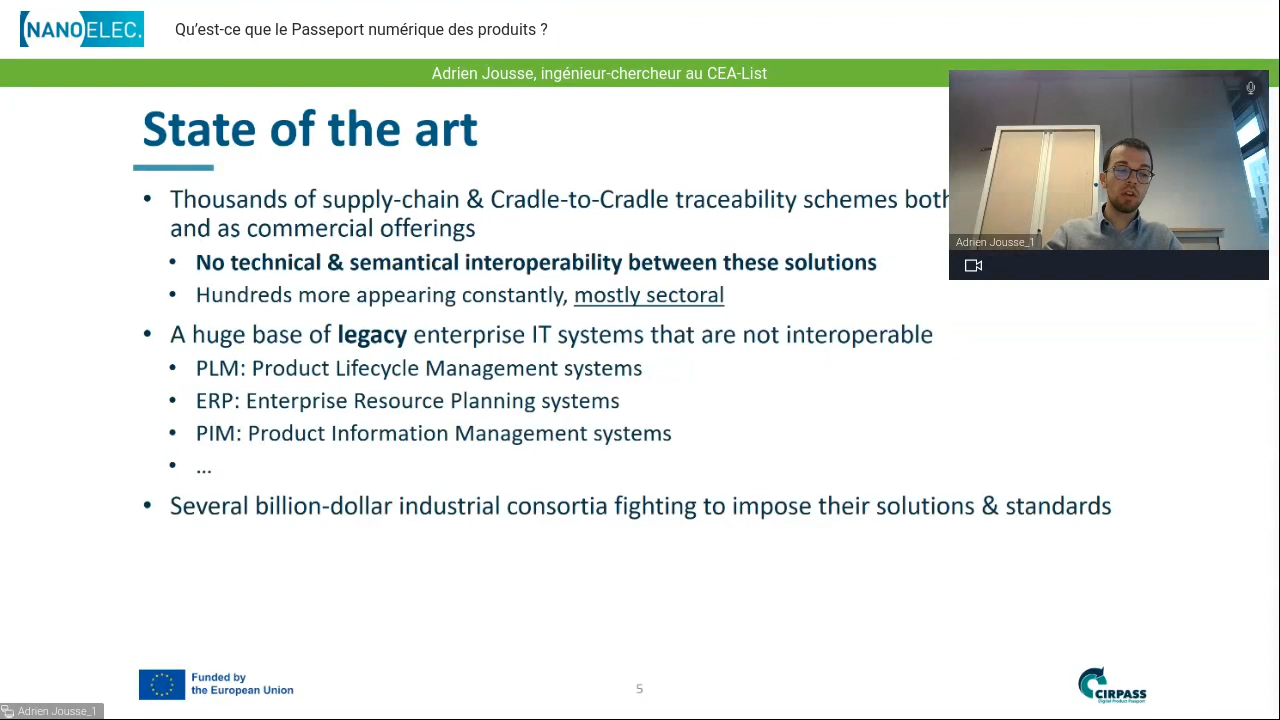 NANOELEC.
Qu'est-ce que le Passeport numérique des produits ?
Adrien Jousse, ingénieur-chercheur au CEA-List
State of the art
• Thousands of supply-chain & Cradle-to-Cradle traceability schemes both
and as commercial offerings
• No technical & semantical interoperability between these solutions
• Hundreds more appearing constantly, mostly sectoral
• A huge base of legacy enterprise IT systems that are not interoperable
• PLM: Product Lifecycle Management systems
• ERP: Enterprise Resource Planning systems
• PIM: Product Information Management systems
• ...
• Several billion-dollar industrial consortia fighting to impose their solutions & standards
Adrien Jousse_1
Funded by
the European Union
5
CIRPASS
Digital Product Passport
Adrien Jousse_1